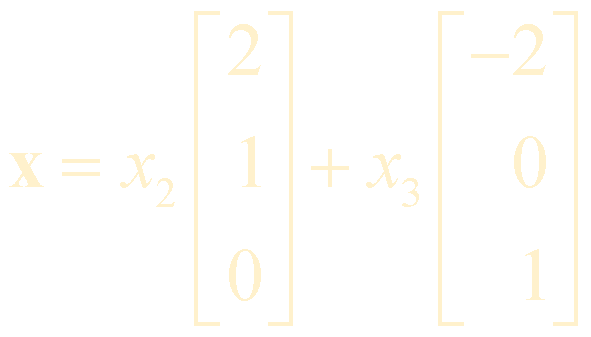 x = x₂ [2 1 0] + x₃ [−2 0 1]